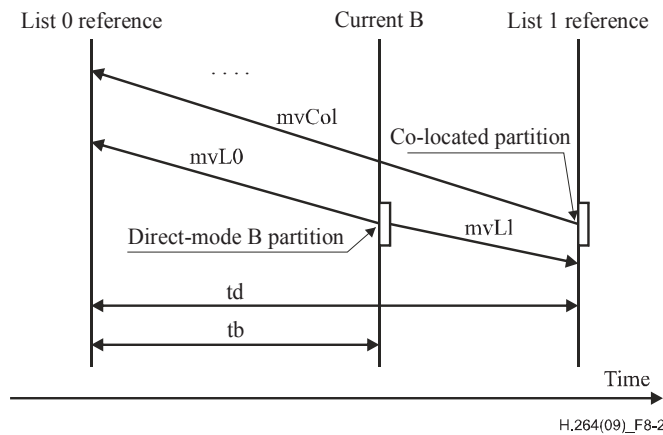 List 0 reference Current B List 1 reference
. . . .
mvCol
Co-located partition
mvL0
mvLl
Direct-mode B partition
td
tb
Time
H.264(09)_F8-2